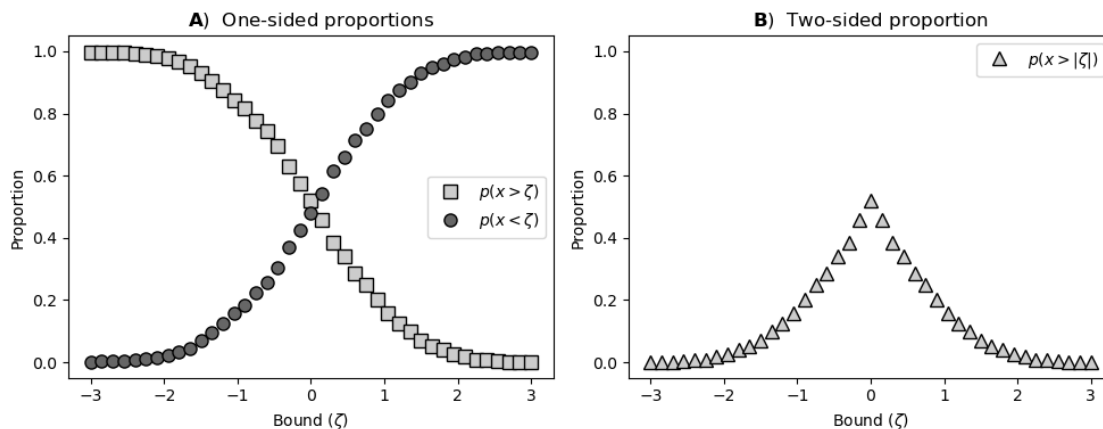 A) One-sided proportions
1.0
0.8
0.6
0.4
0.2
0.0
Proportion
p(x > ζ)
p(x < ζ)
−3 −2 −1 0 1 2 3
Bound (ζ)
B) Two-sided proportion
1.0
0.8
0.6
0.4
0.2
0.0
Proportion
p(x > |ζ|)
−3 −2 −1 0 1 2 3
Bound (ζ)